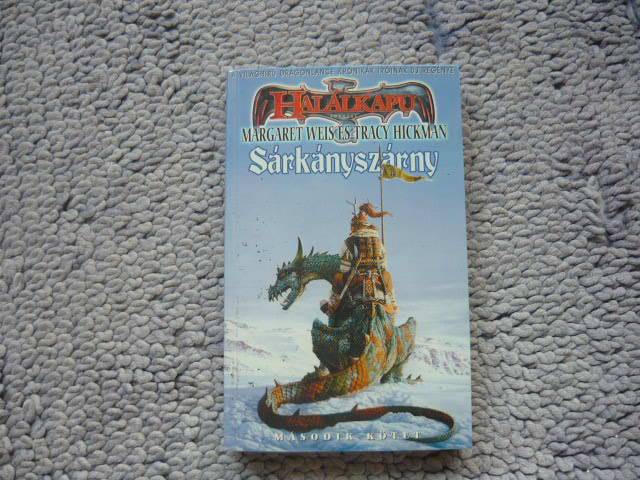 A VILÁGHÍRŰ DRAGONLANCE KRÓNIKÁK ÍRÓINAK ÚJ REGÉNYE
HALÁLKAPU
MARGARET WEIS ÉS TRACY HICKMAN
Sárkányszárny
MÁSODIK KÖTET